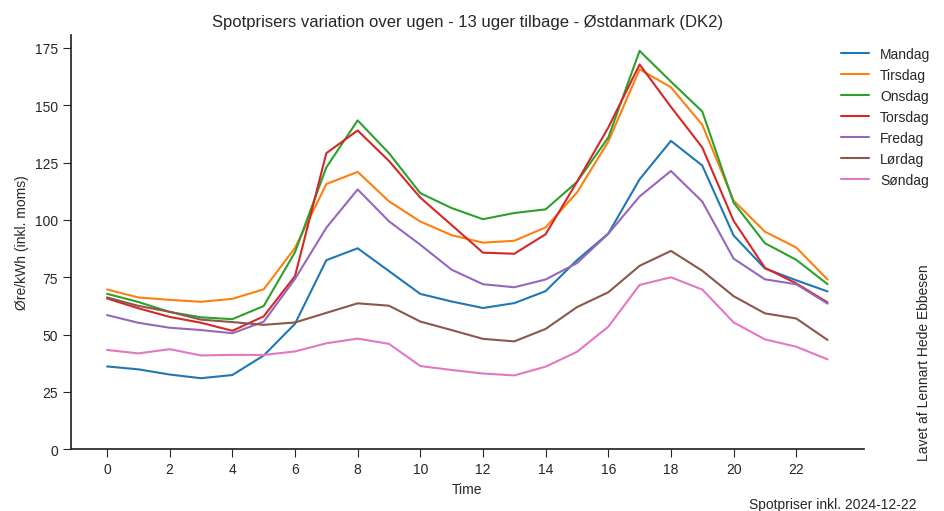 Spotprisers variation over ugen - 13 uger tilbage - Østdanmark (DK2)
Øre/kWh (inkl. moms)
175
150
125
100
75
50
25
0
0 2 4 6 8 10 12 14 16 18 20 22
Time
Mandag
Tirsdag
Onsdag
Torsdag
Fredag
Lørdag
Søndag
Lavet af Lennart Hede Ebbesen
Spotpriser inkl. 2024-12-22